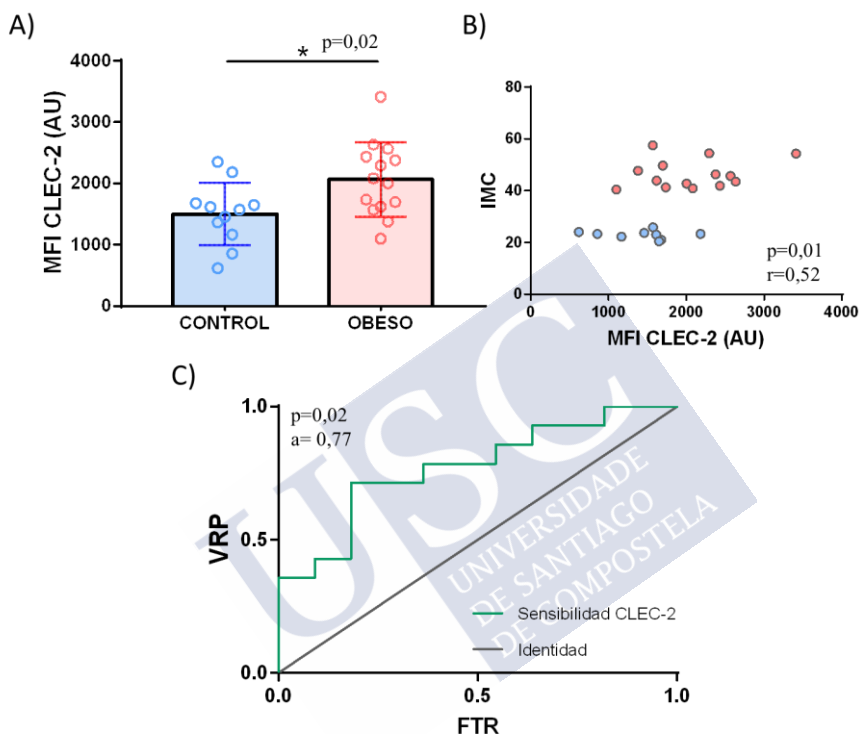 A)
* p=0,02
MFI CLEC-2 (AU)
4000
3000
2000
1000
0
CONTROL
OBESO
B)
IMC
80
60
40
20
0
p=0,01
r=0,52
0
1000
2000
3000
4000
MFI CLEC-2 (AU)
C)
p=0,02
a= 0,77
VRP
1.0
0.5
0.0
Sensibilidad CLEC-2
Identidad
0.0
0.5
1.0
FTR
USC
UNIVERSIDADE
DE SANTIAGO
DE COMPOSTELA